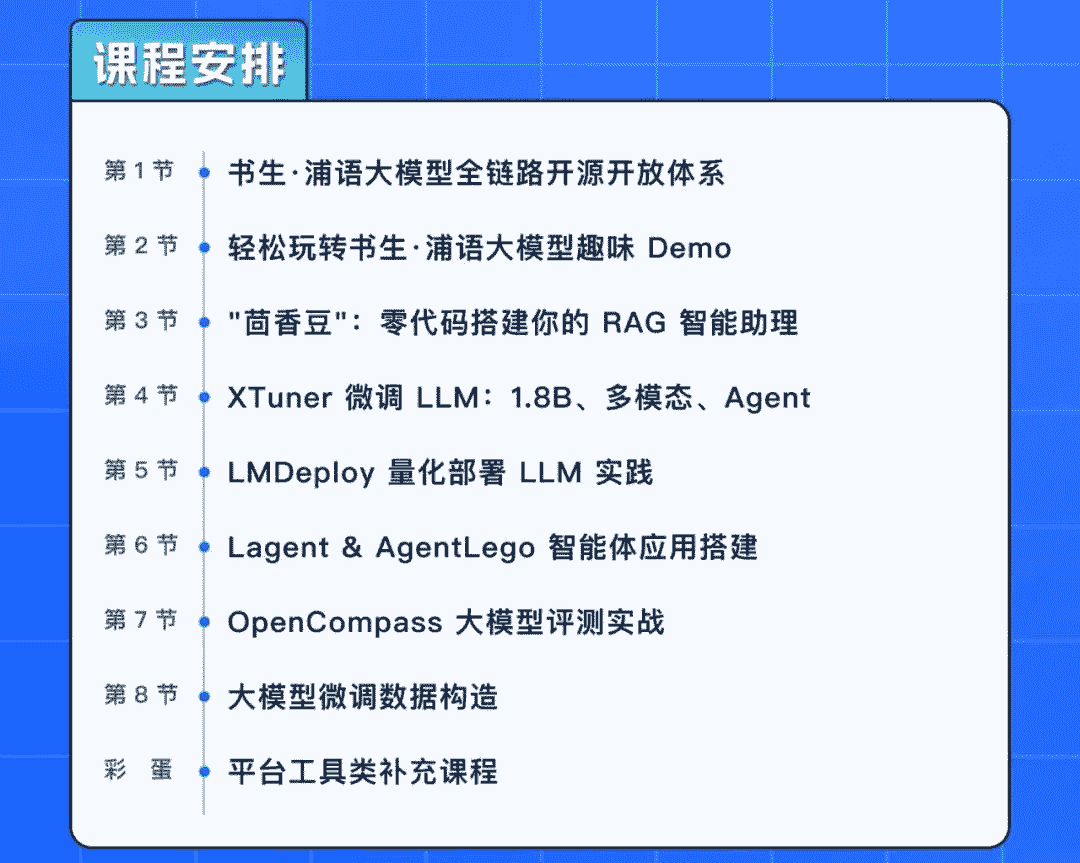 课程安排
第 1 节 书生·浦语大模型全链路开源开放体系
第 2 节 轻松玩转书生·浦语大模型趣味 Demo
第 3 节 "茴香豆"：零代码搭建你的 RAG 智能助理
第 4 节 XTuner 微调 LLM：1.8B、多模态、Agent
第 5 节 LMDeploy 量化部署 LLM 实践
第 6 节 Lagent & AgentLego 智能体应用搭建
第 7 节 OpenCompass 大模型评测实战
第 8 节 大模型微调数据构造
彩 蛋 平台工具类补充课程